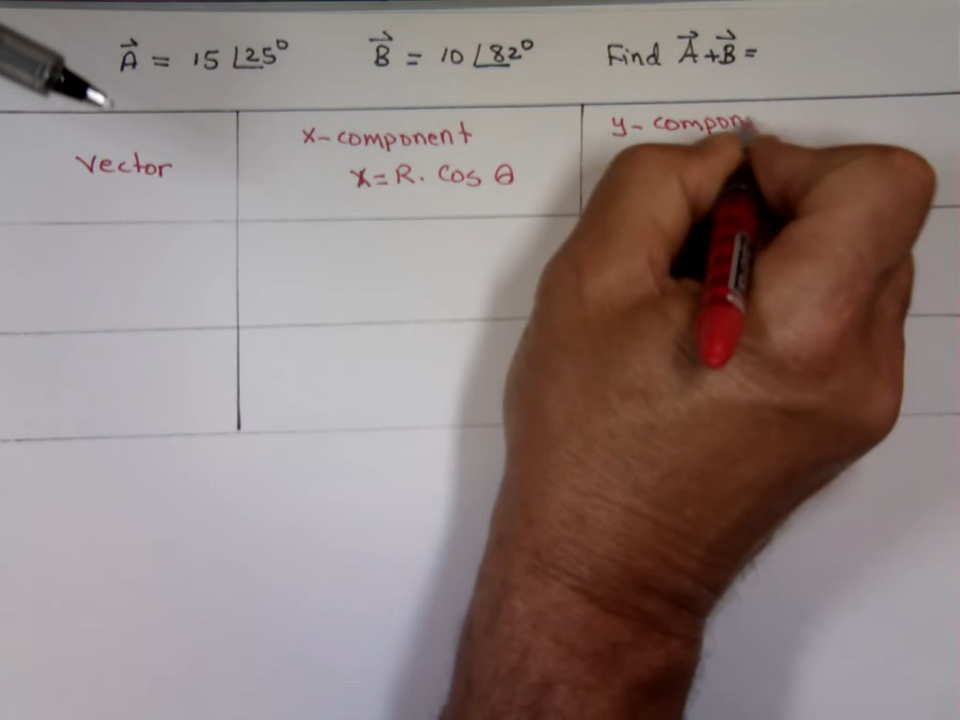 A⃗ = 15 ∠25° B⃗ = 10 ∠82° Find A⃗+B⃗ =
Vector
x-component
x = R. Cos θ
y-compon